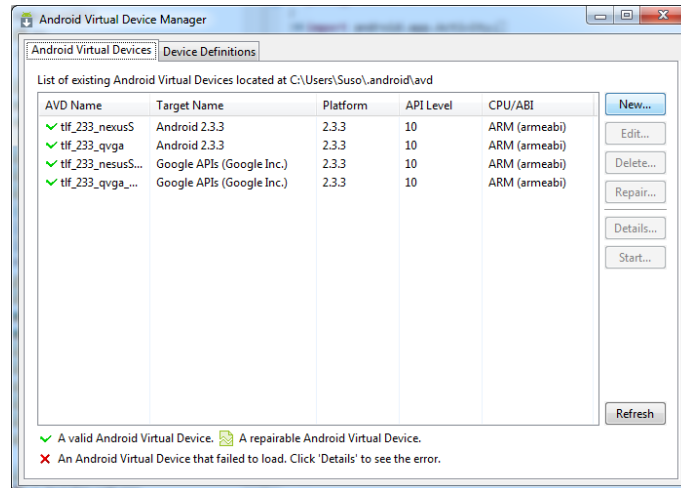 Android Virtual Device Manager
Android Virtual Devices Device Definitions
List of existing Android Virtual Devices located at C:\Users\Suso\.android\avd
AVD Name Target Name Platform API Level CPU/ABI New...
tlf_233_nexusS Android 2.3.3 2.3.3 10 ARM (armeabi)
Edit...
tlf_233_qvga Android 2.3.3 2.3.3 10 ARM (armeabi)
tlf_233_nesusS... Google APIs (Google Inc.) 2.3.3 10 ARM (armeabi) Delete...
tlf_233_qvga_... Google APIs (Google Inc.) 2.3.3 10 ARM (armeabi)
Repair...
Details...
Start...
Refresh
A valid Android Virtual Device. A repairable Android Virtual Device.
An Android Virtual Device that failed to load. Click 'Details' to see the error.